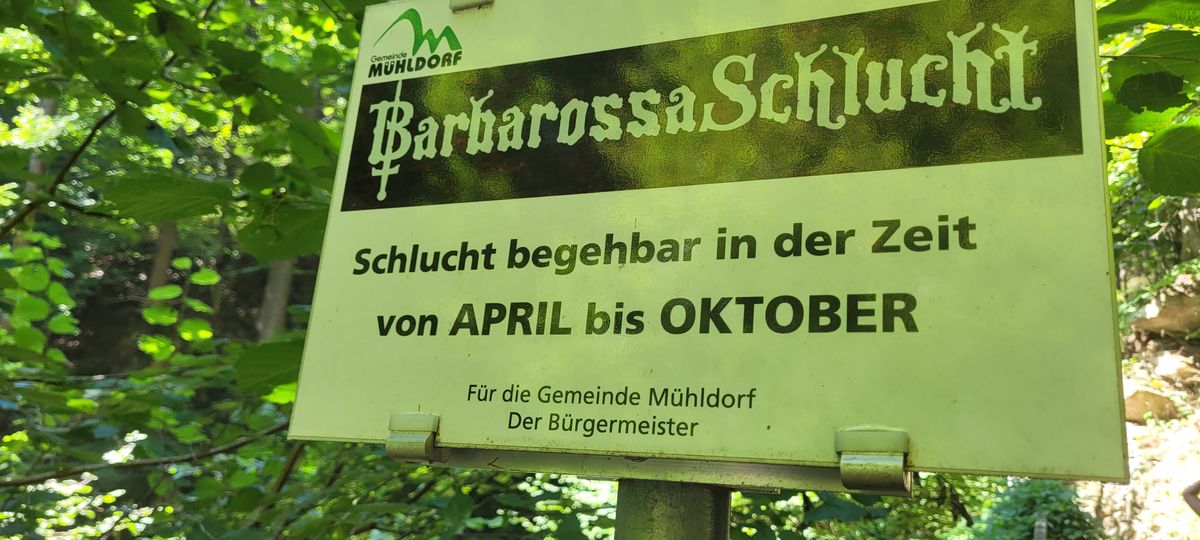 Gemeinde
MÜHLDORF
BarbarossaSchlucht
Schlucht begehbar in der Zeit
von APRIL bis OKTOBER
Für die Gemeinde Mühldorf
Der Bürgermeister